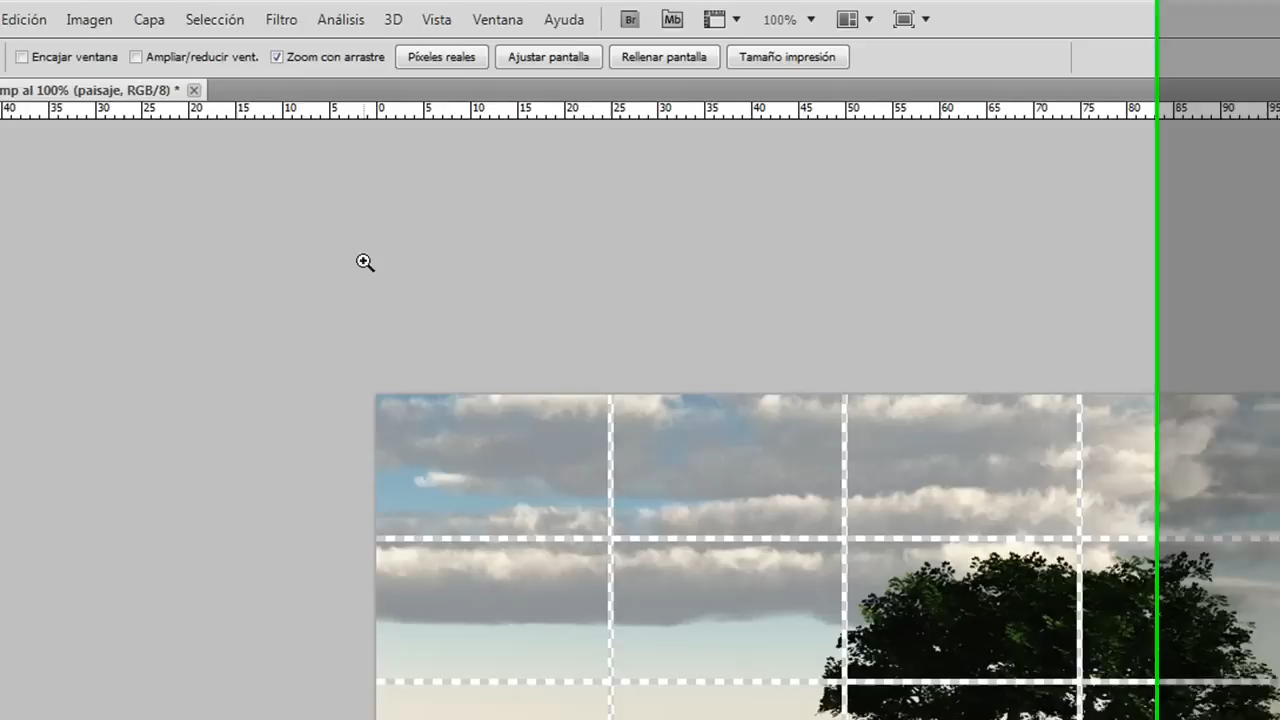 Edición Imagen Capa Selección Filtro Análisis 3D Vista Ventana Ayuda Br Mb 100%
Encajar ventana Ampliar/reducir vent. Zoom con arrastre Píxeles reales Ajustar pantalla Rellenar pantalla Tamaño impresión
mp al 100% (paisaje, RGB/8) *
40 35 30 25 20 15 10 5 0 5 10 15 20 25 30 35 40 45 50 55 60 65 70 75 80 85 90 95